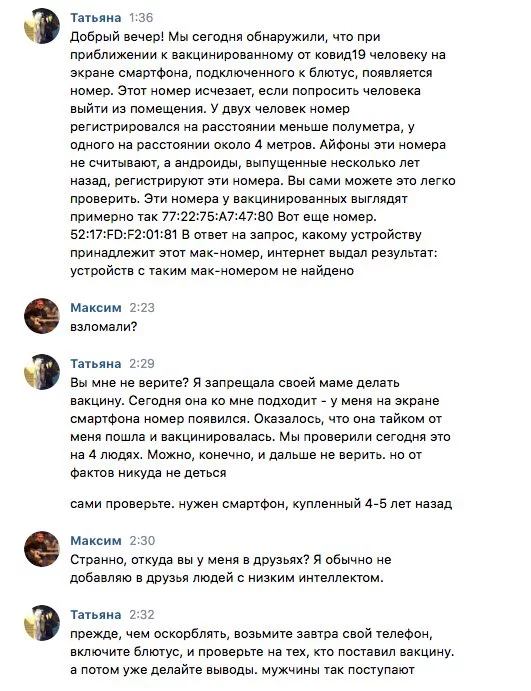 Татьяна 1:36
Добрый вечер! Мы сегодня обнаружили, что при
приближении к вакцинированному от ковид19 человеку на
экране смартфона, подключенного к блютус, появляется
номер. Этот номер исчезает, если попросить человека
выйти из помещения. У двух человек номер
регистрировался на расстоянии меньше полуметра, у
одного на расстоянии около 4 метров. Айфоны эти номера
не считывают, а андроиды, выпущенные несколько лет
назад, регистрируют эти номера. Вы сами можете это легко
проверить. Эти номера у вакцинированных выглядят
примерно так 77:22:75:A7:47:80 Вот еще номер.
52:17:FD:F2:01:81 В ответ на запрос, какому устройству
принадлежит этот мак-номер, интернет выдал результат:
устройств с таким мак-номером не найдено
Максим 2:23
взломали?
Татьяна 2:29
Вы мне не верите? Я запрещала своей маме делать
вакцину. Сегодня она ко мне подходит - у меня на экране
смартфона номер появился. Оказалось, что она тайком от
меня пошла и вакцинировалась. Мы проверили сегодня это
на 4 людях. Можно, конечно, и дальше не верить. но от
фактов никуда не деться
сами проверьте. нужен смартфон, купленный 4-5 лет назад
Максим 2:30
Странно, откуда вы у меня в друзьях? Я обычно не
добавляю в друзья людей с низким интеллектом.
Татьяна 2:32
прежде, чем оскорблять, возьмите завтра свой телефон,
включите блютус, и проверьте на тех, кто поставил вакцину.
а потом уже делайте выводы. мужчины так поступают